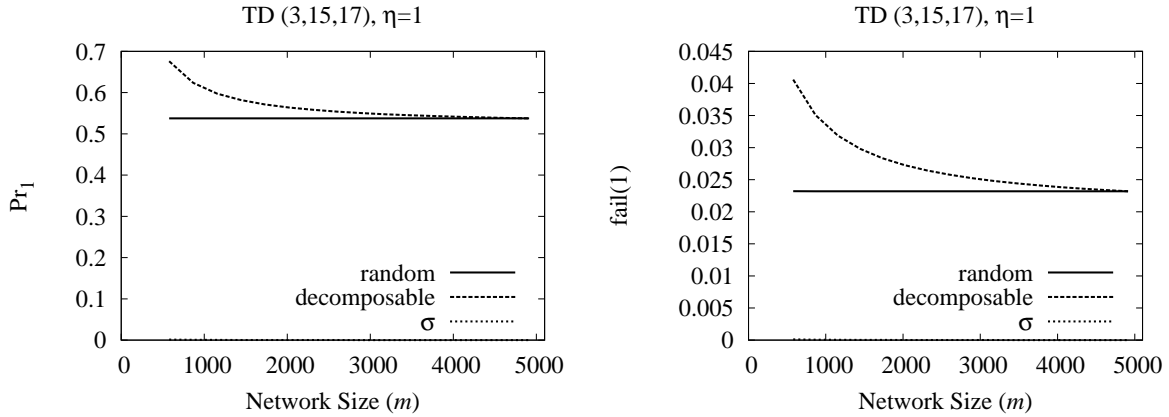 TD (3,15,17), η=1
0.7
0.6
0.5
0.4
0.3
0.2
0.1
0
Pr1
random
decomposable
σ
0 1000 2000 3000 4000 5000
Network Size (m)
TD (3,15,17), η=1
0.045
0.04
0.035
0.03
0.025
0.02
0.015
0.01
0.005
0
fail(1)
random
decomposable
σ
0 1000 2000 3000 4000 5000
Network Size (m)